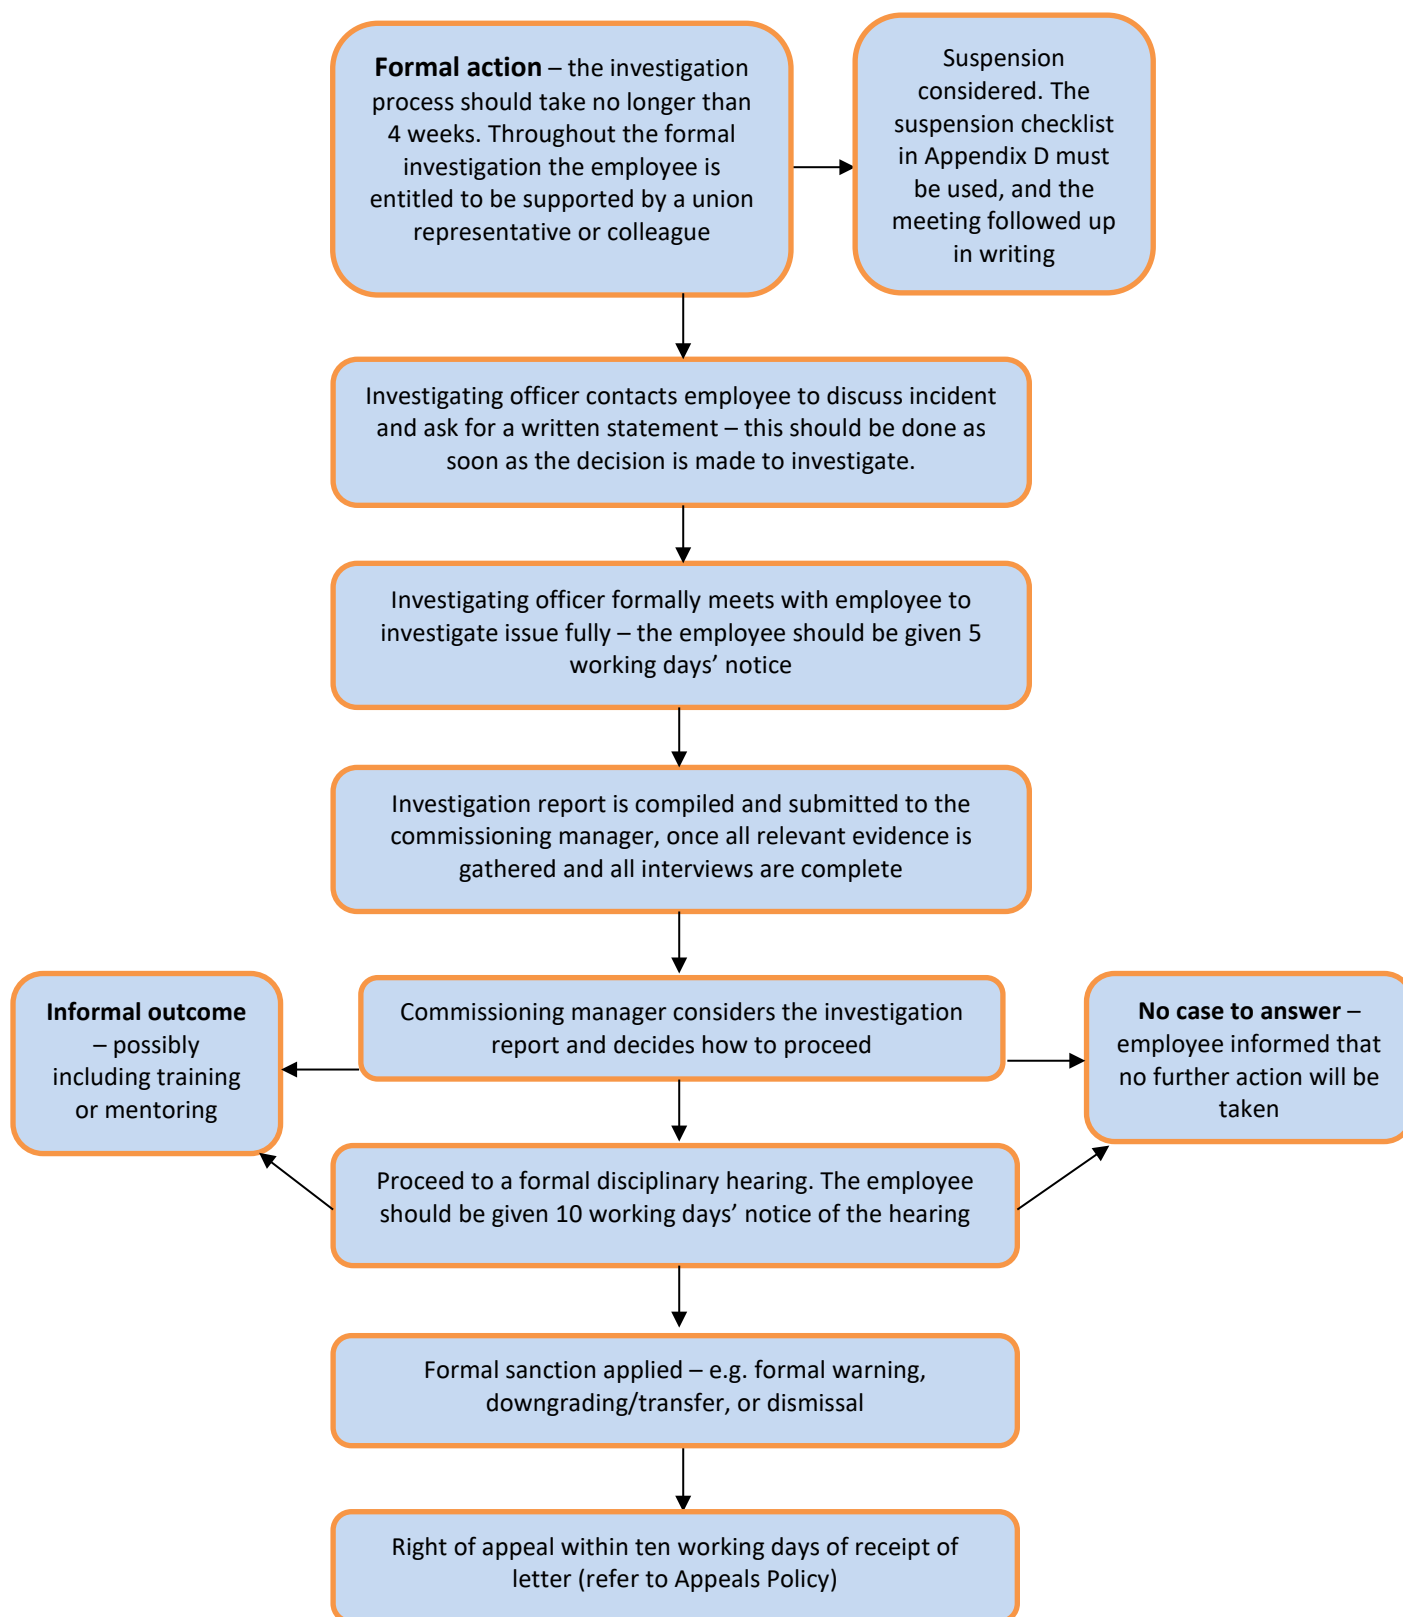 Formal action – the investigation
process should take no longer than
4 weeks. Throughout the formal
investigation the employee is
entitled to be supported by a union
representative or colleague
Suspension
considered. The
suspension checklist
in Appendix D must
be used, and the
meeting followed up
in writing
Investigating officer contacts employee to discuss incident
and ask for a written statement – this should be done as
soon as the decision is made to investigate.
Investigating officer formally meets with employee to
investigate issue fully – the employee should be given 5
working days’ notice
Investigation report is compiled and submitted to the
commissioning manager, once all relevant evidence is
gathered and all interviews are complete
Informal outcome
– possibly
including training
or mentoring
Commissioning manager considers the investigation
report and decides how to proceed
No case to answer –
employee informed that
no further action will be
taken
Proceed to a formal disciplinary hearing. The employee
should be given 10 working days’ notice of the hearing
Formal sanction applied – e.g. formal warning,
downgrading/transfer, or dismissal
Right of appeal within ten working days of receipt of
letter (refer to Appeals Policy)